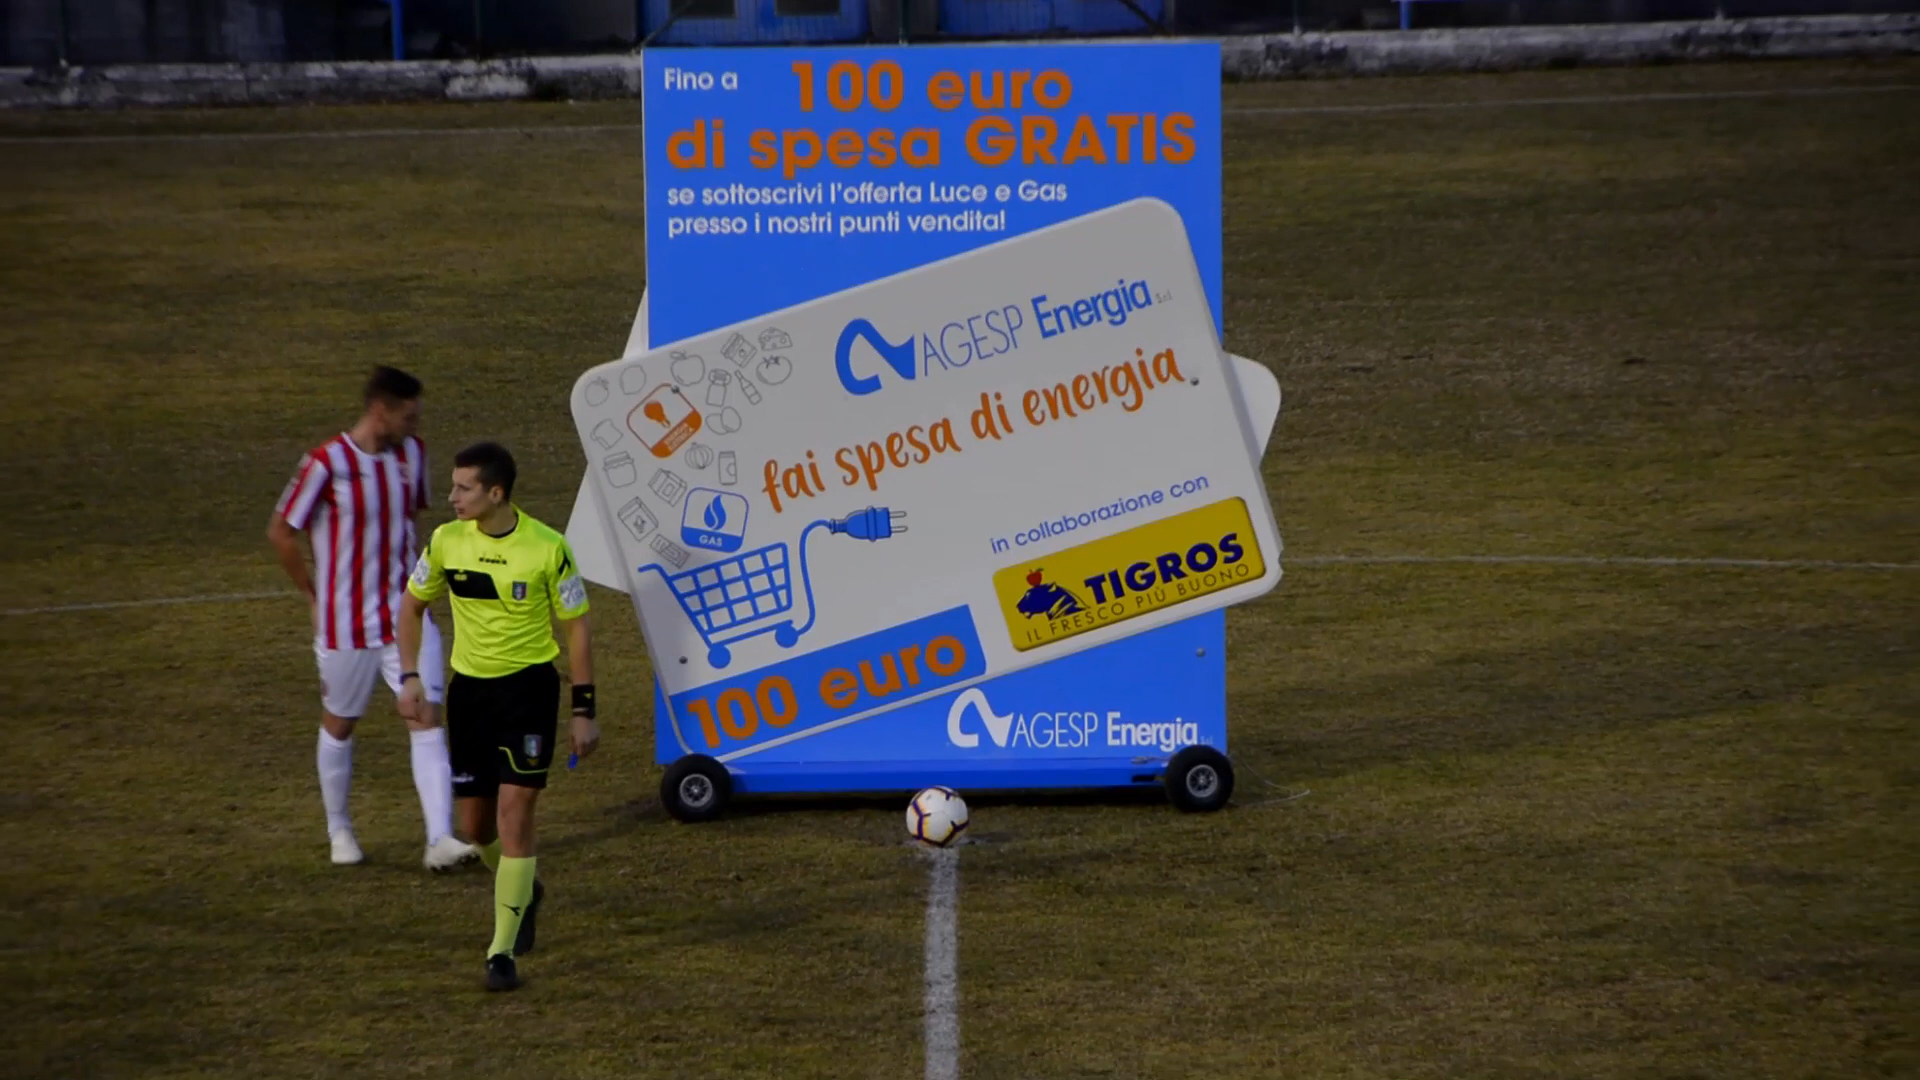 Fino a 100 euro
di spesa GRATIS
se sottoscrivi l'offerta Luce e Gas
presso i nostri punti vendita!
AGESP Energia S.r.l.
fai spesa di energia
GAS
in collaborazione con
TIGROS
IL FRESCO PIÙ BUONO
100 euro
AGESP Energia